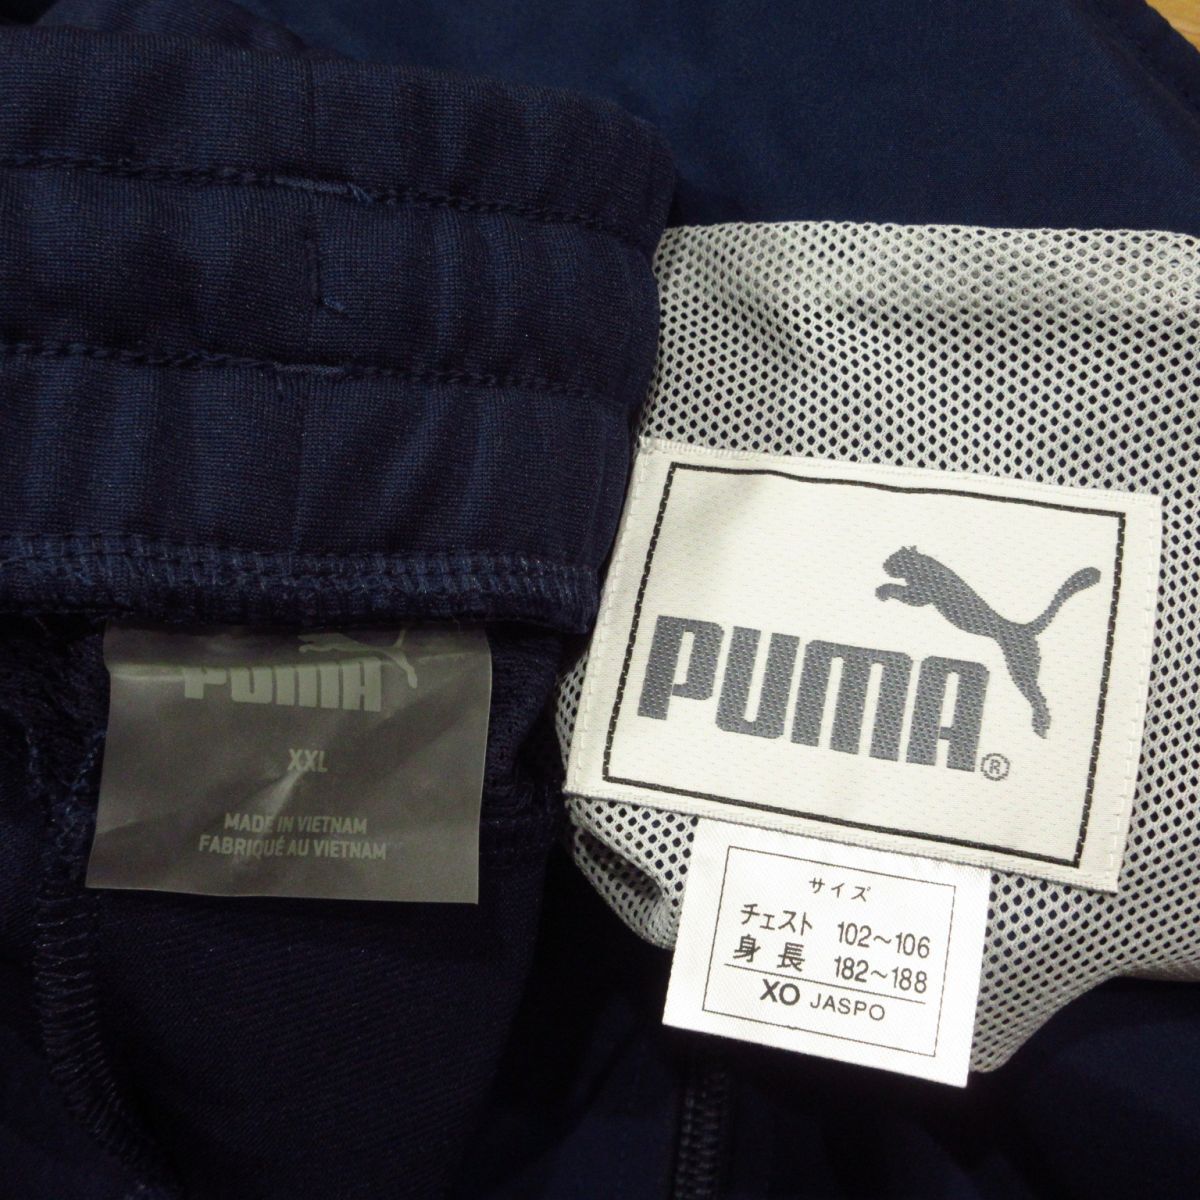 PUMA
XXL
MADE IN VIETNAM
FABRIQUÉ AU VIETNAM
PUMA®
サイズ
チェスト 102~106
身長 182~188
XO JASPO